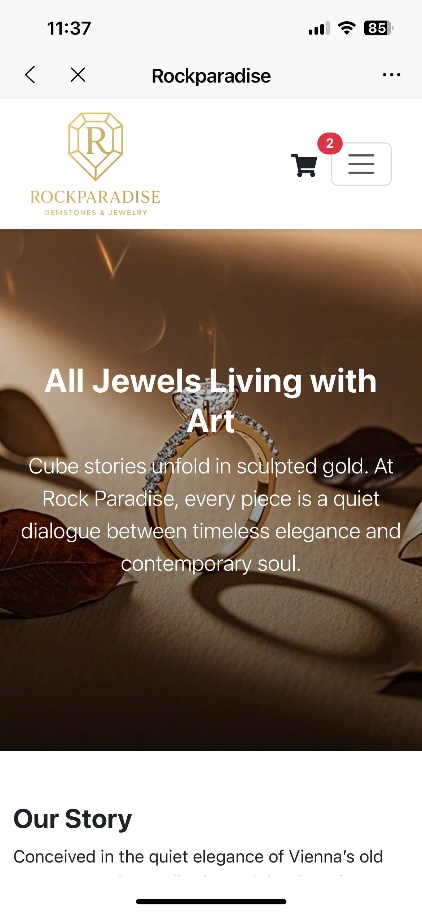 11:37
85
Rockparadise
R
ROCKPARADISE
GEMSTONES & JEWELRY
2
All Jewels Living with
Art
Cube stories unfold in sculpted gold. At
Rock Paradise, every piece is a quiet
dialogue between timeless elegance and
contemporary soul.
Our Story
Conceived in the quiet elegance of Vienna’s old